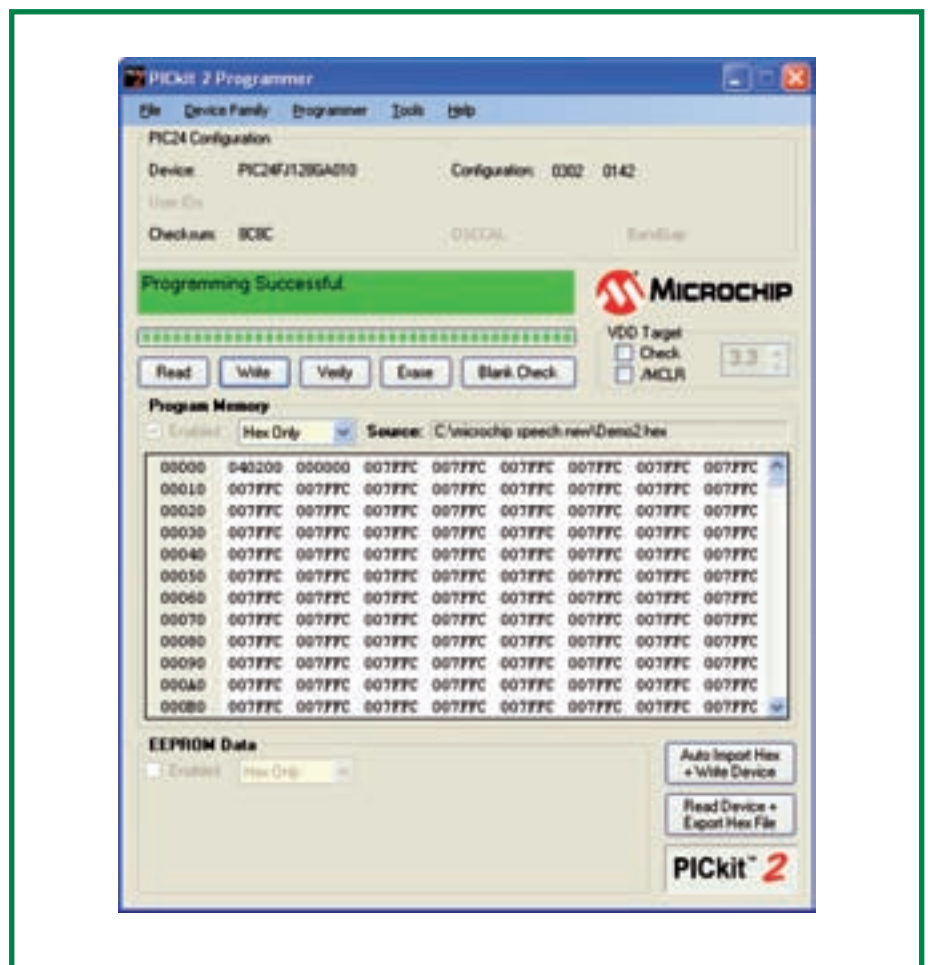 PICkit 2 Programmer
File Device Family Programmer Tools Help
PIC24 Configuration
Device: PIC24FJ128GA010 Configuration: 0302 0142
User IDs:
Checksum: 8C8C OSCCAL: BandGap:
Programming Successful.
MICROCHIP
VDD Target
Check
/MCLR
3.3
Read Write Verify Erase Blank Check
Program Memory
Enabled Hex Only Source: C:\microchip speech new\Demo2.hex
00000 040200 000000 007FFC 007FFC 007FFC 007FFC 007FFC 007FFC
00010 007FFC 007FFC 007FFC 007FFC 007FFC 007FFC 007FFC 007FFC
00020 007FFC 007FFC 007FFC 007FFC 007FFC 007FFC 007FFC 007FFC
00030 007FFC 007FFC 007FFC 007FFC 007FFC 007FFC 007FFC 007FFC
00040 007FFC 007FFC 007FFC 007FFC 007FFC 007FFC 007FFC 007FFC
00050 007FFC 007FFC 007FFC 007FFC 007FFC 007FFC 007FFC 007FFC
00060 007FFC 007FFC 007FFC 007FFC 007FFC 007FFC 007FFC 007FFC
00070 007FFC 007FFC 007FFC 007FFC 007FFC 007FFC 007FFC 007FFC
00080 007FFC 007FFC 007FFC 007FFC 007FFC 007FFC 007FFC 007FFC
00090 007FFC 007FFC 007FFC 007FFC 007FFC 007FFC 007FFC 007FFC
000A0 007FFC 007FFC 007FFC 007FFC 007FFC 007FFC 007FFC 007FFC
000B0 007FFC 007FFC 007FFC 007FFC 007FFC 007FFC 007FFC 007FFC
EEPROM Data
Enabled Hex Only
Auto Import Hex
+ Write Device
Read Device +
Export Hex File
PICkit™ 2